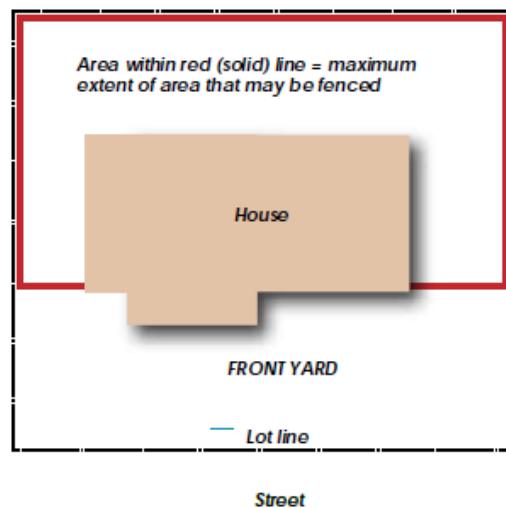 Area within red (solid) line = maximum
extent of area that may be fenced
House
FRONT YARD
Lot line
Street